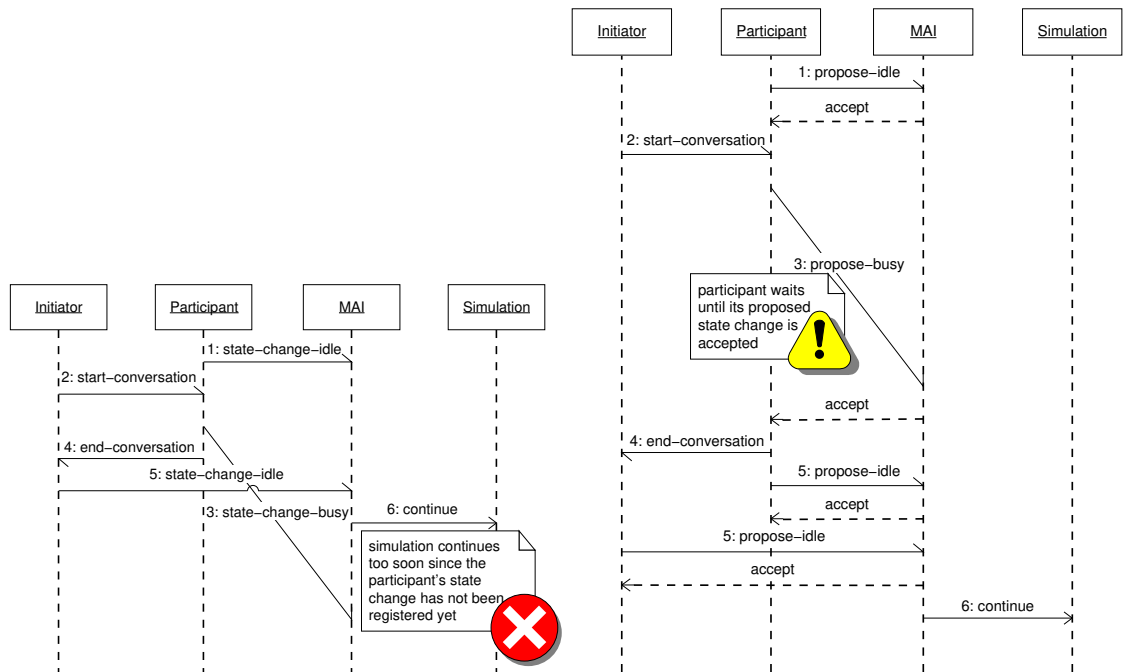 Initiator
Participant
MAI
Simulation
1: state−change−idle
2: start−conversation
4: end−conversation
5: state−change−idle
3: state−change−busy
6: continue
simulation continues
too soon since the
participant's state
change has not been
registered yet
Initiator
Participant
MAI
Simulation
1: propose−idle
accept
2: start−conversation
3: propose−busy
participant waits
until its proposed
state change is
accepted
accept
4: end−conversation
5: propose−idle
accept
5: propose−idle
accept
6: continue